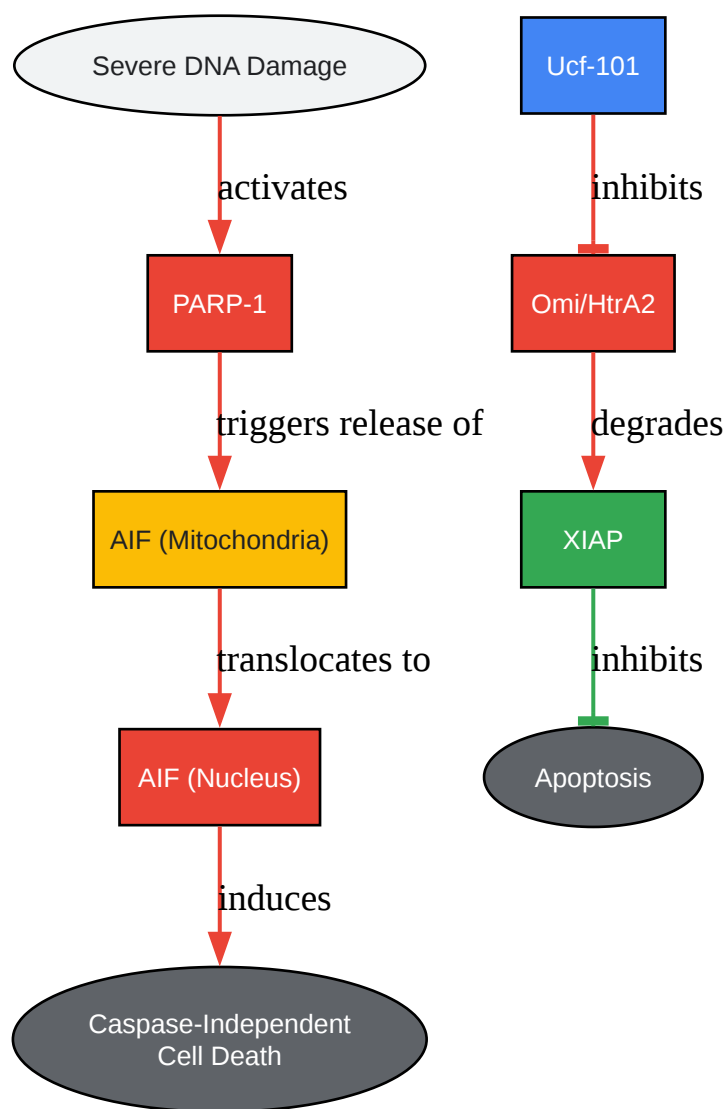 Severe DNA Damage
activates
PARP-1
triggers release of
AIF (Mitochondria)
translocates to
AIF (Nucleus)
induces
Caspase-Independent
Cell Death
Ucf-101
inhibits
Omi/HtrA2
degrades
XIAP
inhibits
Apoptosis